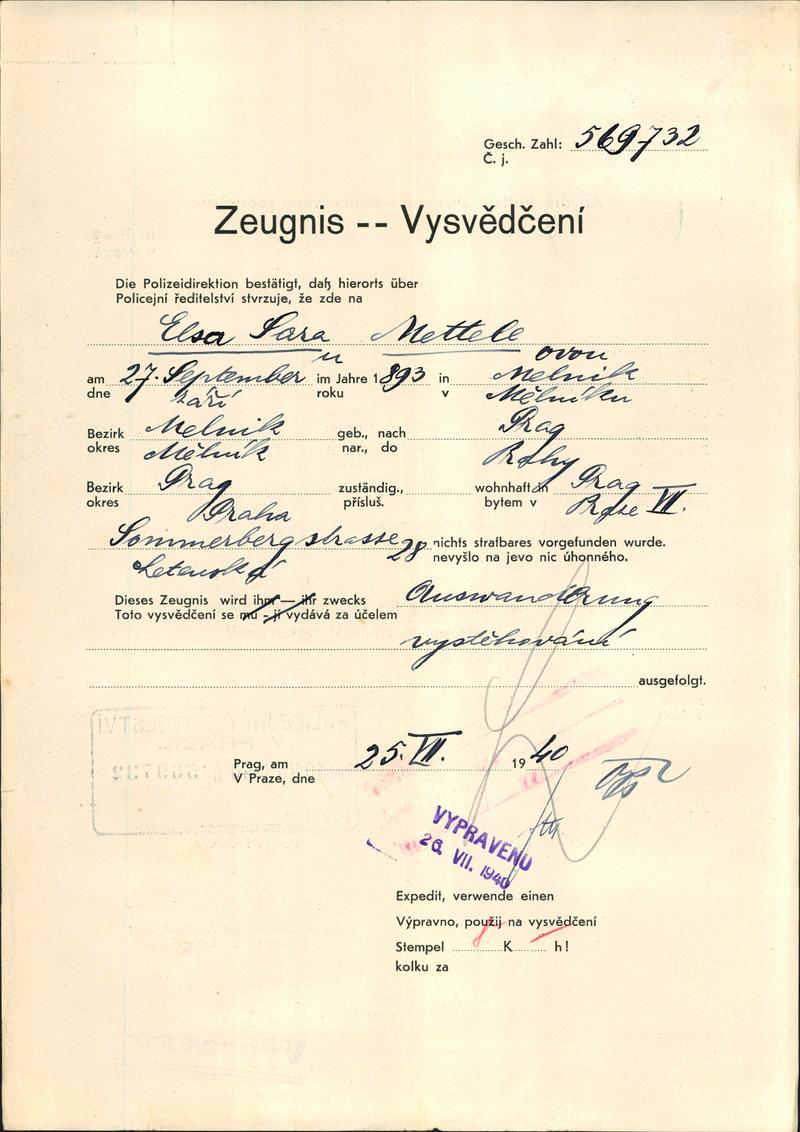 Gesch. Zahl: 569732
Č. j.
Zeugnis -- Vysvědčení
Die Polizeidirektion bestätigt, daß hierorts über
Policejní ředitelství stvrzuje, že zde na
Elsa Sara Mettele
u ovou
am 27. September im Jahre 1893 in Melnik
dne září roku v Mělníku
Bezirk Melnik geb., nach Prag
okres Mělník nar., do Prahy
Bezirk Prag zuständig., wohnhaft in Prag
okres Praha přísluš. bytem v Praze VII.
Sommerbergstrasse 28 nichts strafbares vorgefunden wurde.
Letenská nevyšlo na jevo nic úhonného.
Dieses Zeugnis wird ihm — ihr zwecks Auswanderung
Toto vysvědčení se mu - jí vydává za účelem
vystěhování
ausgefolgt.
Prag, am 25. VII. 1940
V Praze, dne
VYPRAVENO
26. VII. 1940
Expedit, verwende einen
Výpravno, použij na vysvědčení
Stempel K h!
kolku za